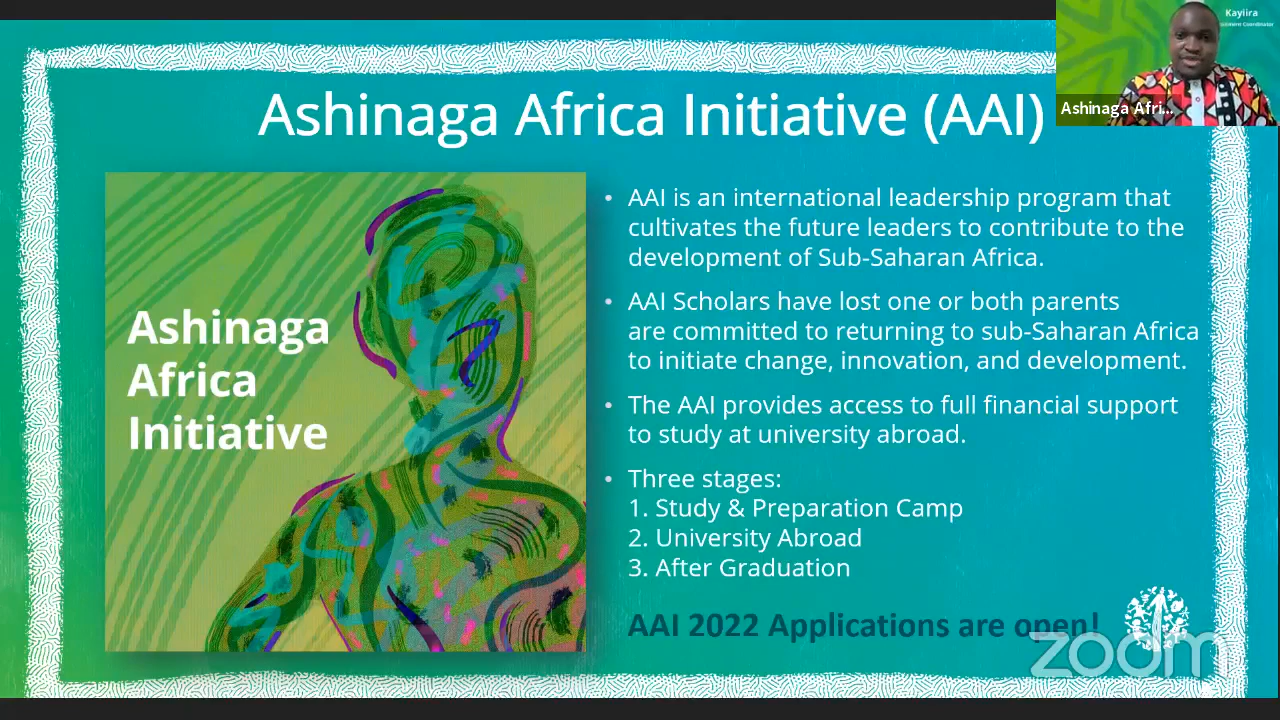 Kayiira
Ashinaga Afri...
Ashinaga Africa Initiative (AAI)
Ashinaga
Africa
Initiative
• AAI is an international leadership program that
cultivates the future leaders to contribute to the
development of Sub-Saharan Africa.
• AAI Scholars have lost one or both parents
are committed to returning to sub-Saharan Africa
to initiate change, innovation, and development.
• The AAI provides access to full financial support
to study at university abroad.
• Three stages:
1. Study & Preparation Camp
2. University Abroad
3. After Graduation
AAI 2022 Applications are open!
zoom